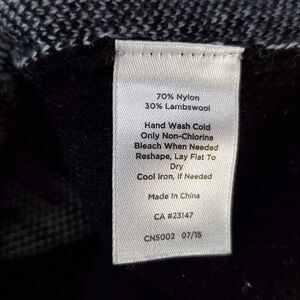 70% Nylon
30% Lambswool
Hand Wash Cold
Only Non-Chlorine
Bleach When Needed
Reshape, Lay Flat To
Dry
Cool Iron, if Needed
Made In China
CA #23147
CN5002 07/15